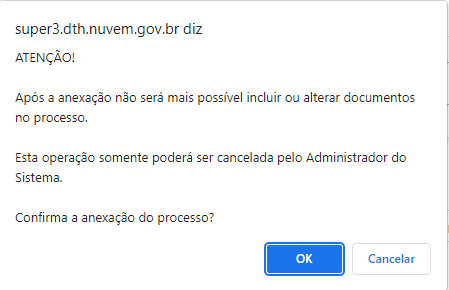 super3.dth.nuvem.gov.br diz
ATENÇÃO!
Após a anexação não será mais possível incluir ou alterar documentos
no processo.
Esta operação somente poderá ser cancelada pelo Administrador do
Sistema.
Confirma a anexação do processo?
OK Cancelar